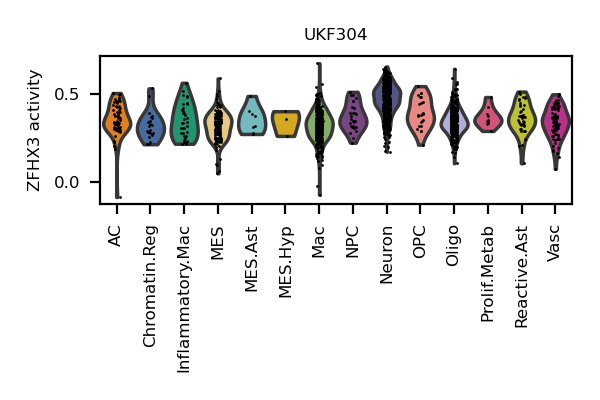 UKF304
ZFHX3 activity
0.5
0.0
AC
Chromatin.Reg
Inflammatory.Mac
MES
MES.Ast
MES.Hyp
Mac
NPC
Neuron
OPC
Oligo
Prolif.Metab
Reactive.Ast
Vasc